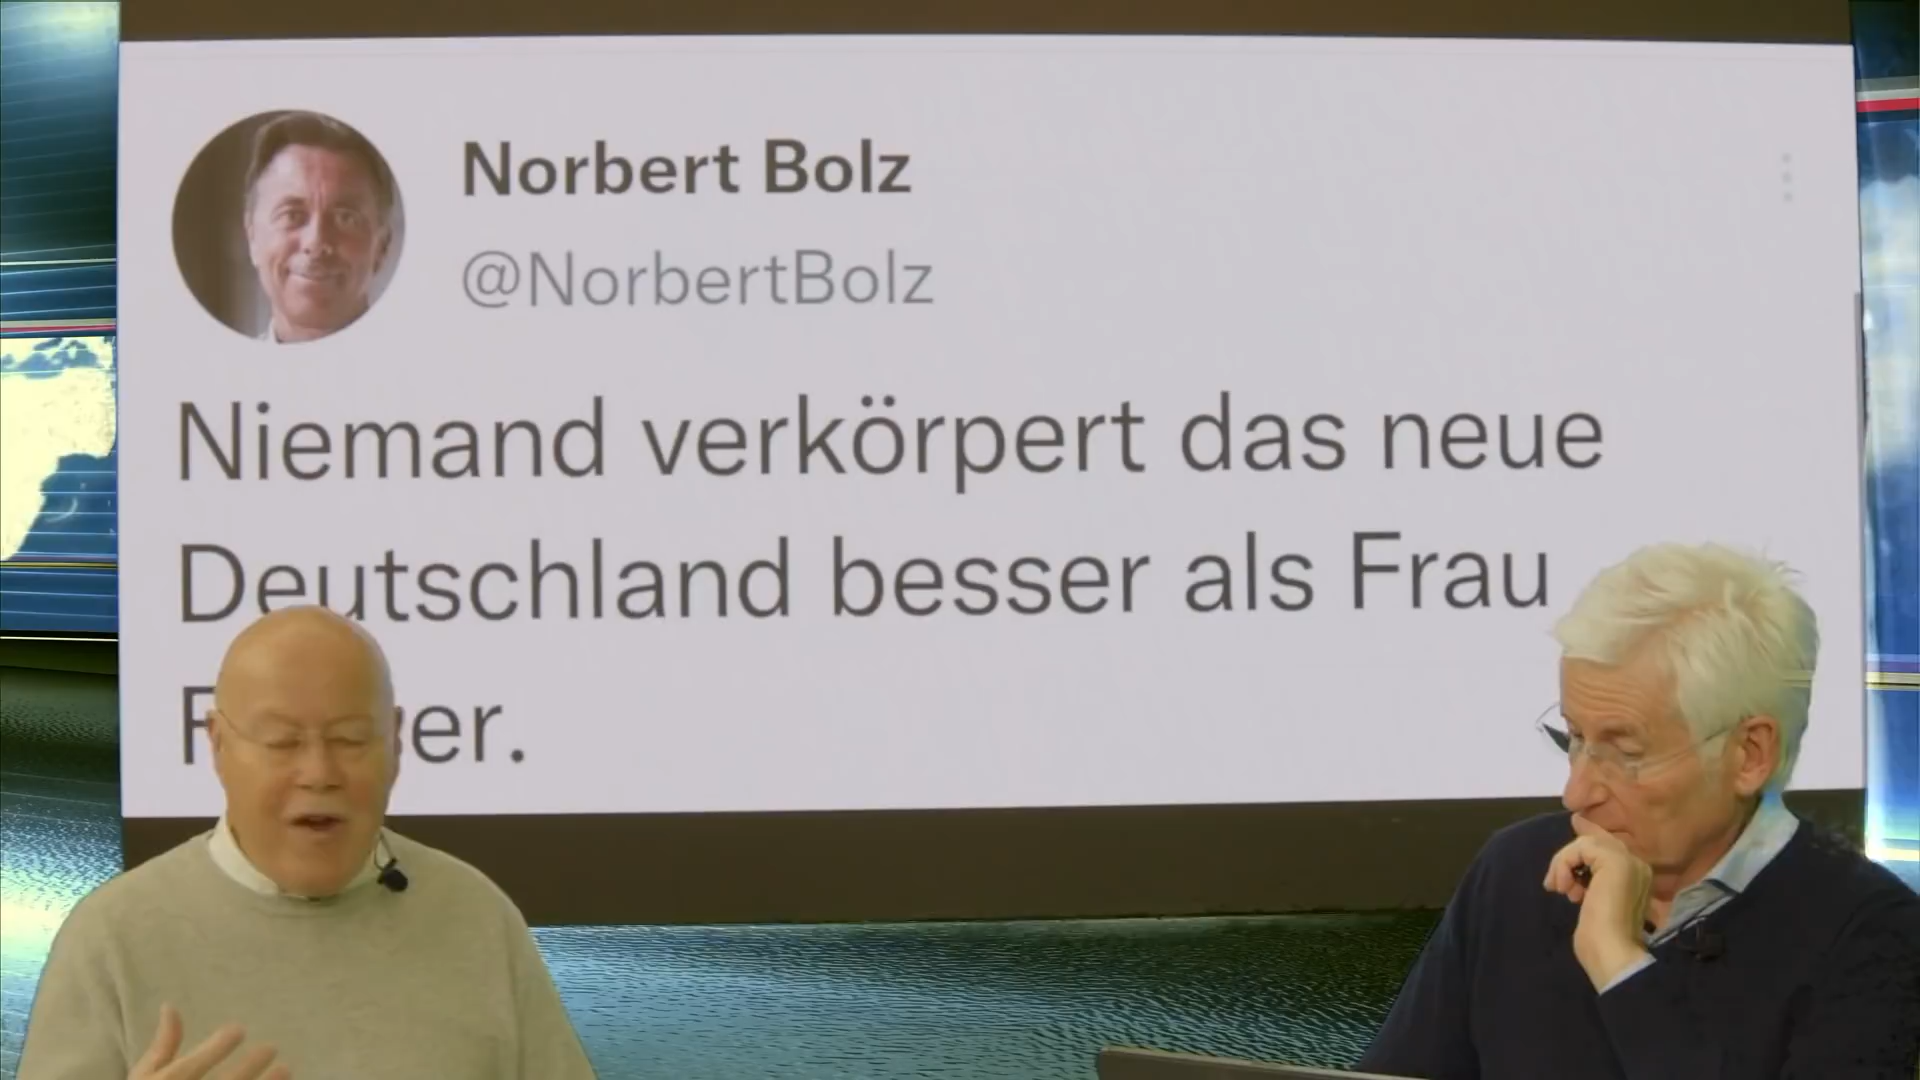 Norbert Bolz
@NorbertBolz
Niemand verkörpert das neue
Deutschland besser als Frau